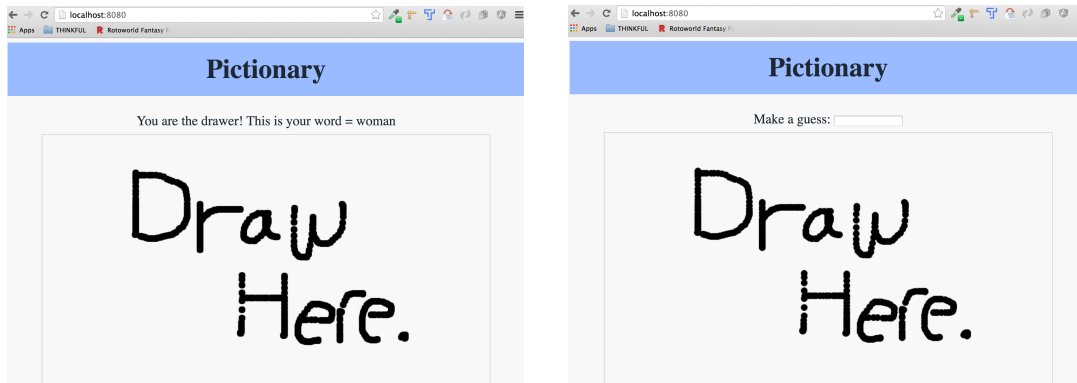 localhost:8080
Apps THINKFUL R Rotoworld Fantasy
Pictionary
You are the drawer! This is your word = woman
Draw
Here.
localhost:8080
Apps THINKFUL R Rotoworld Fantasy
Pictionary
Make a guess:
Draw
Here.